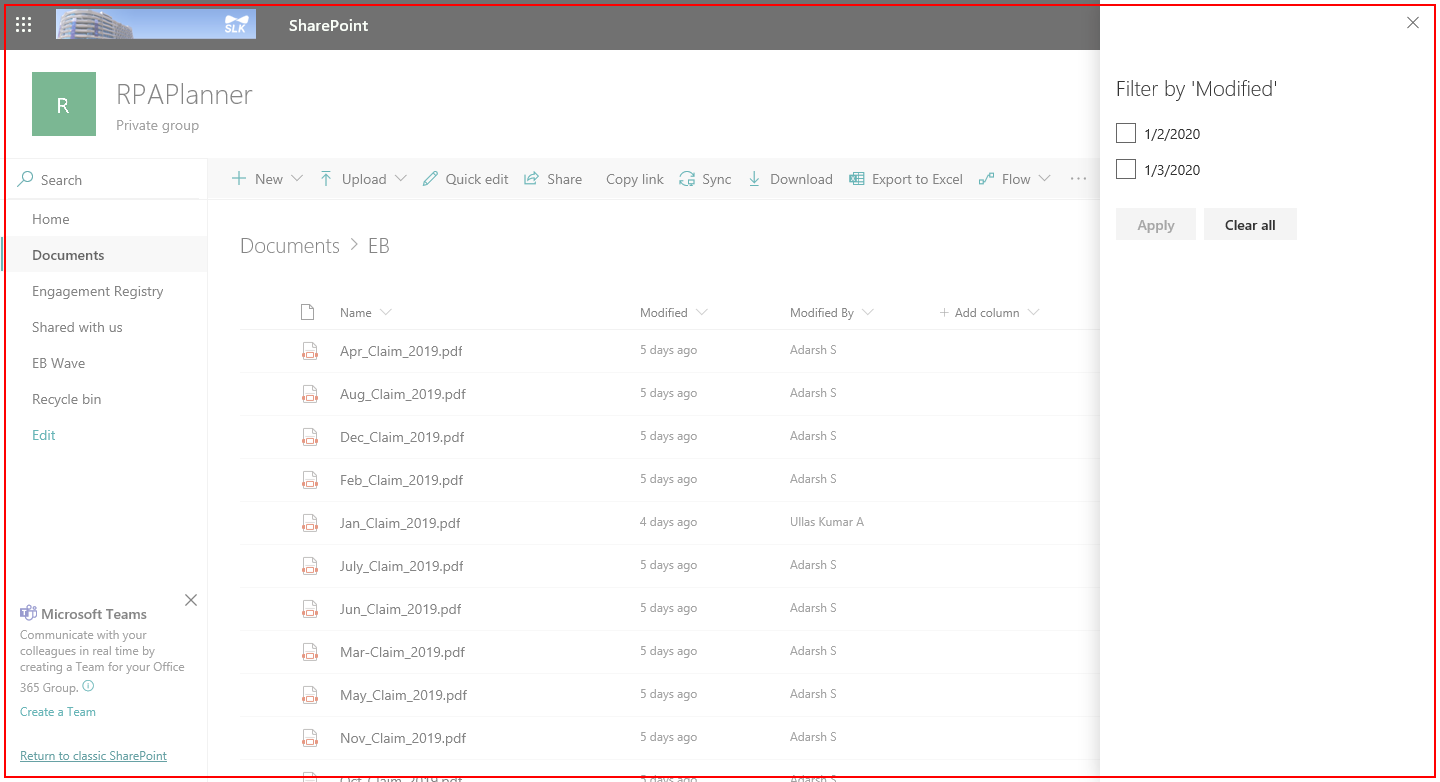 SLK
SharePoint
R
RPAPlanner
Private group
Search
Home
Documents
Engagement Registry
Shared with us
EB Wave
Recycle bin
Edit
Microsoft Teams
Communicate with your
colleagues in real time by
creating a Team for your Office
365 Group.
Create a Team
Return to classic SharePoint
New Upload Quick edit Share Copy link Sync Download Export to Excel Flow ...
Documents > EB
Name Modified Modified By + Add column
Apr_Claim_2019.pdf 5 days ago Adarsh S
Aug_Claim_2019.pdf 5 days ago Adarsh S
Dec_Claim_2019.pdf 5 days ago Adarsh S
Feb_Claim_2019.pdf 5 days ago Adarsh S
Jan_Claim_2019.pdf 4 days ago Ullas Kumar A
July_Claim_2019.pdf 5 days ago Adarsh S
Jun_Claim_2019.pdf 5 days ago Adarsh S
Mar-Claim_2019.pdf 5 days ago Adarsh S
May_Claim_2019.pdf 5 days ago Adarsh S
Nov_Claim_2019.pdf 5 days ago Adarsh S
Oct_Claim_2019.pdf 5 days ago Adarsh S
Filter by 'Modified'
1/2/2020
1/3/2020
Apply Clear all